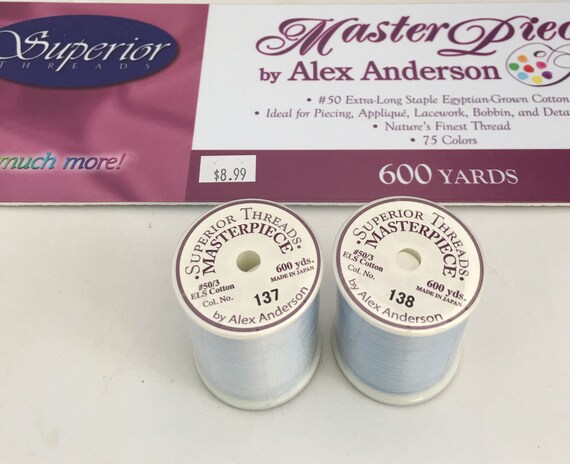 Superior
THREADS
MasterPiec
by Alex Anderson
• #50 Extra-Long Staple Egyptian-Grown Cotton
• Ideal for Piecing, Appliqué, Lacework, Bobbin, and Deta
• Nature's Finest Thread
• 75 Colors
much more!
$8.99
600 YARDS
• SUPERIOR THREADS •
MASTERPIECE
#50/3
ELS Cotton
Col. No.
137
600 yds.
MADE IN JAPAN
by Alex Anderson
• SUPERIOR THREADS •
MASTERPIECE
#50/3
ELS Cotton
Col. No.
138
600 yds.
MADE IN JAPAN
by Alex Anderson